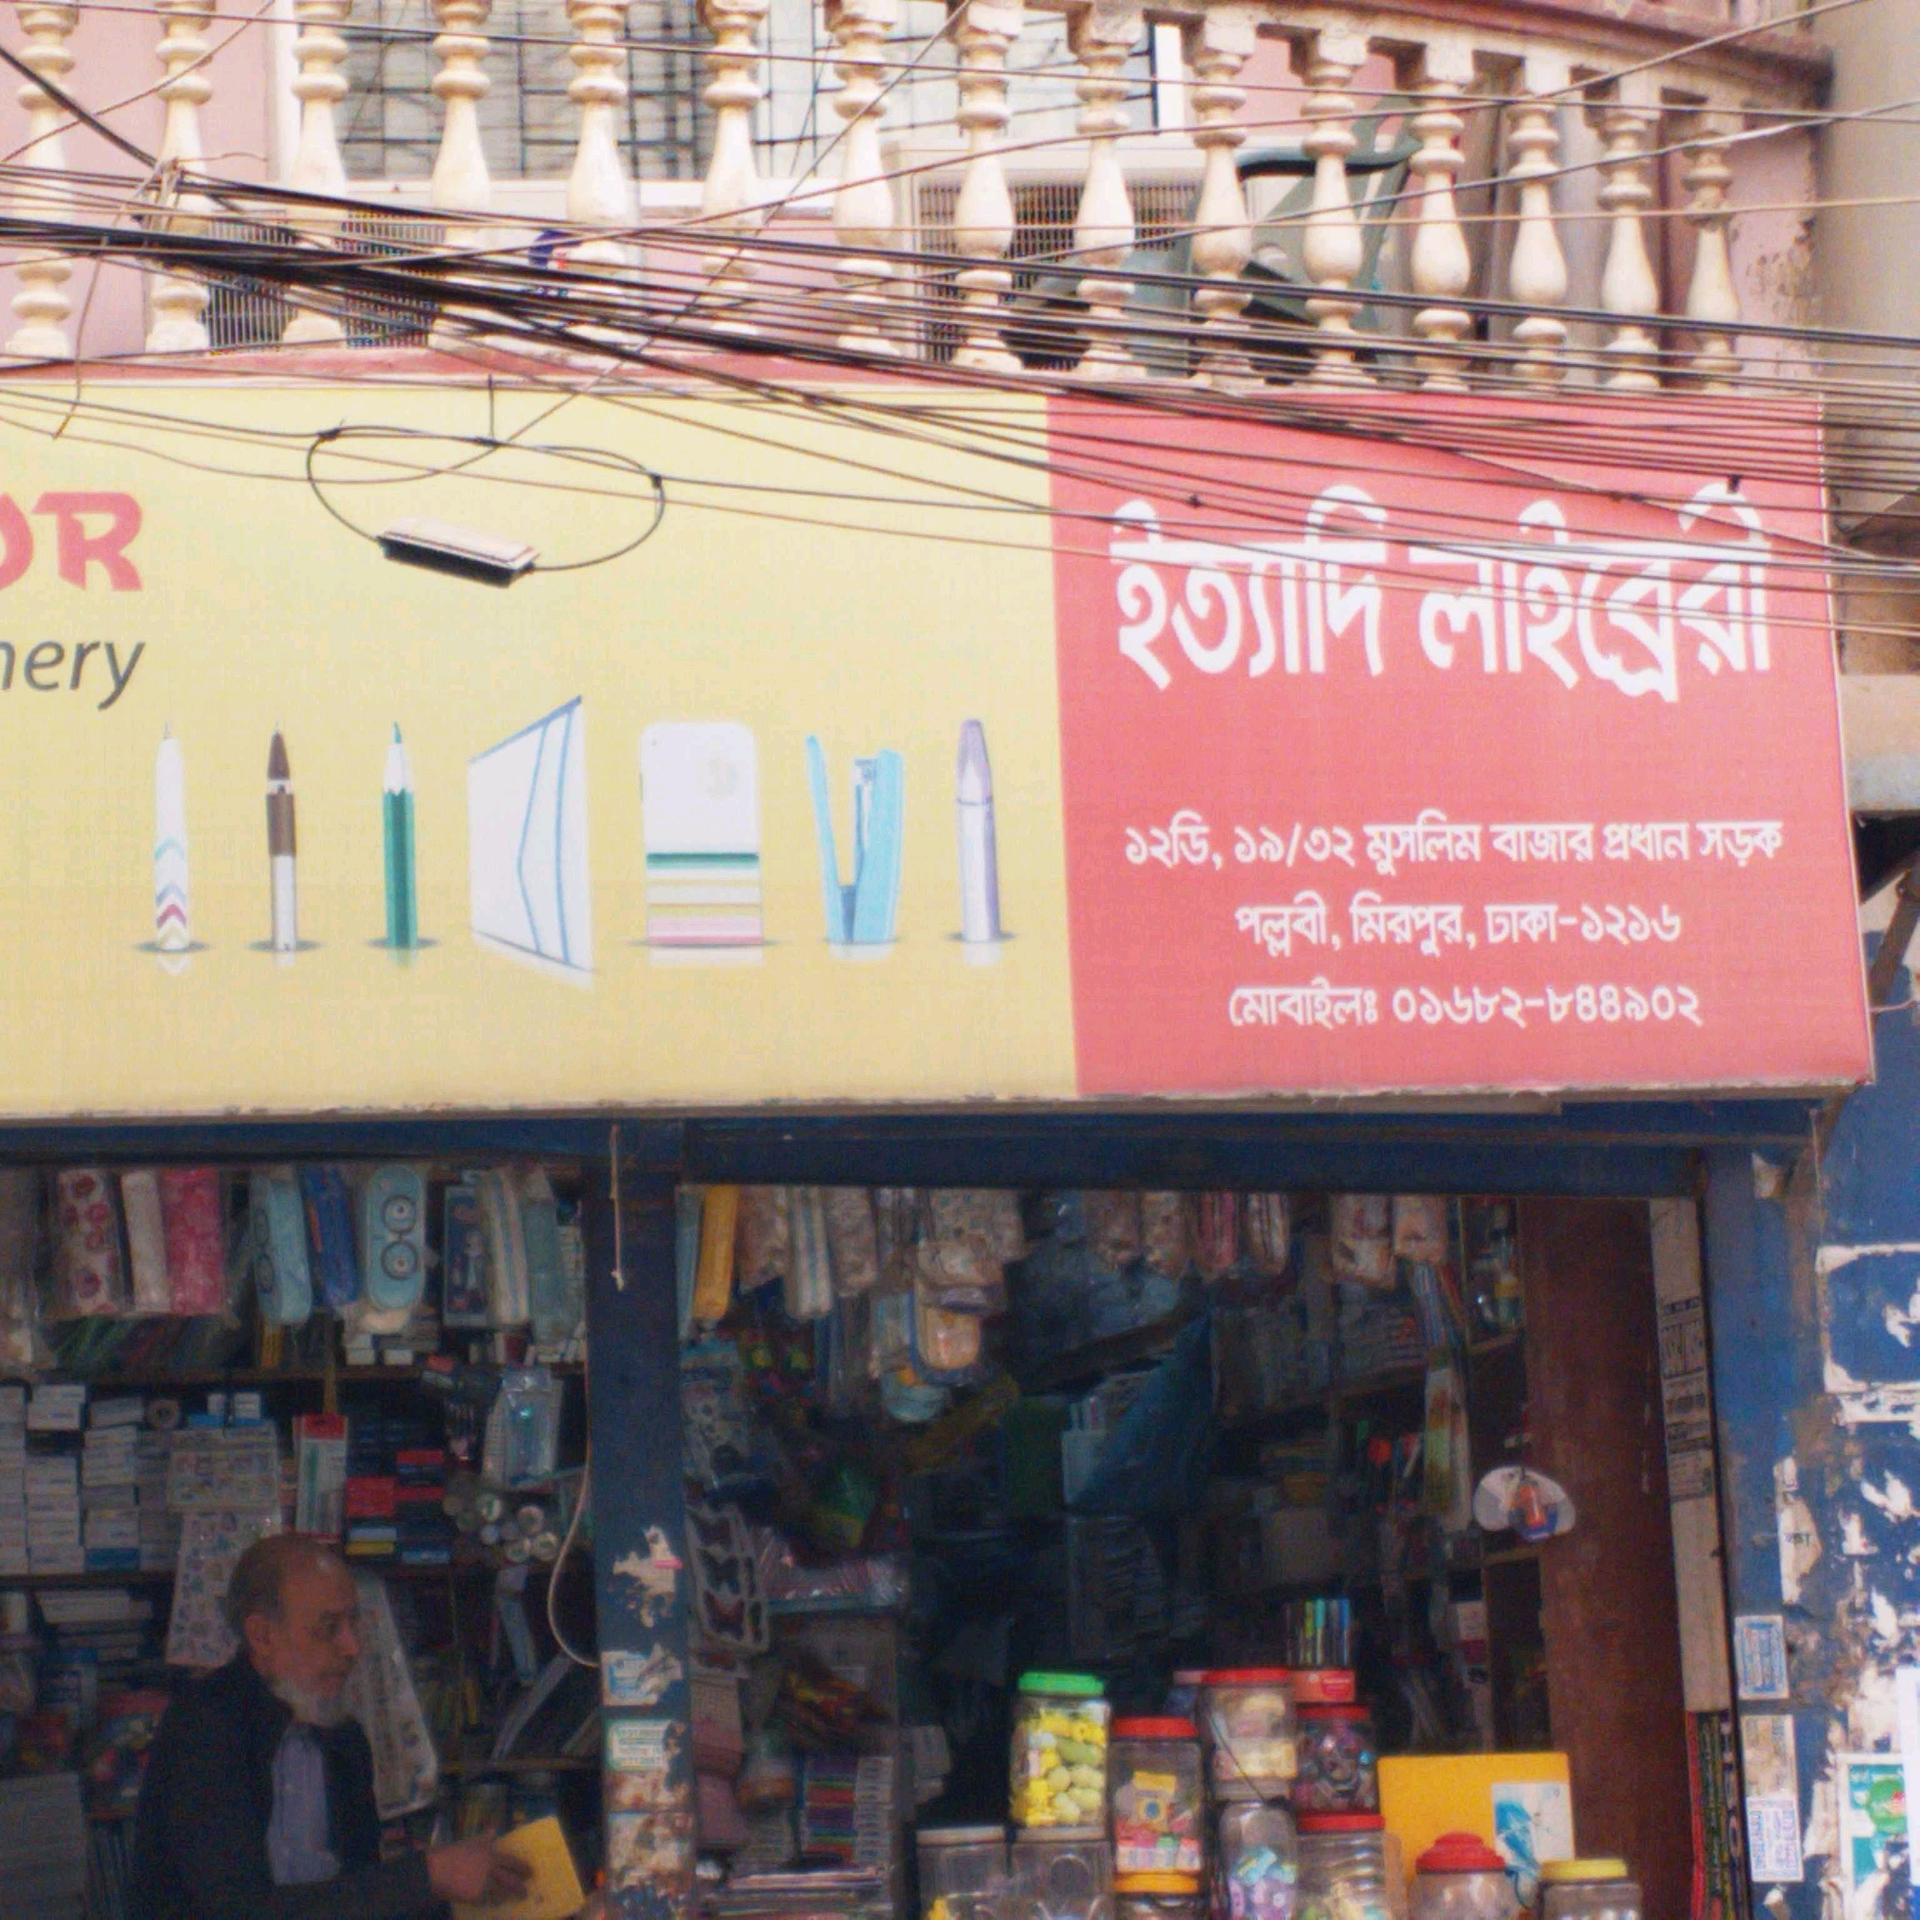 OR
nery
ইত্যাদি লাইব্রেরী
১২ডি, ১৯/৩২ মুসলিম বাজার প্রধান সড়ক
পল্লবী, মিরপুর, ঢাকা-১২১৬
মোবাইলঃ ০১৬৮২-৮৪৪৯০২